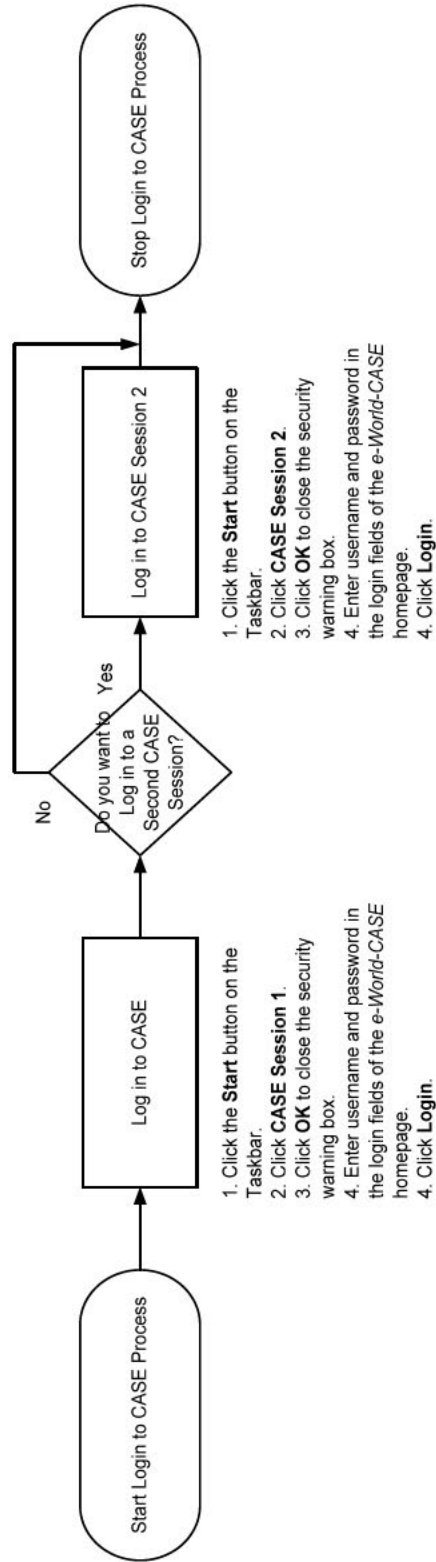 Start Login to CASE Process
Log in to CASE
1. Click the Start button on the
Taskbar.
2. Click CASE Session 1.
3. Click OK to close the security
warning box.
4. Enter username and password in
the login fields of the e-World-CASE
homepage.
4. Click Login.
Do you want to
Log in to a
Second CASE
Session?
No
Yes
Log in to CASE Session 2
1. Click the Start button on the
Taskbar.
2. Click CASE Session 2.
3. Click OK to close the security
warning box.
4. Enter username and password in
the login fields of the e-World-CASE
homepage.
4. Click Login.
Stop Login to CASE Process